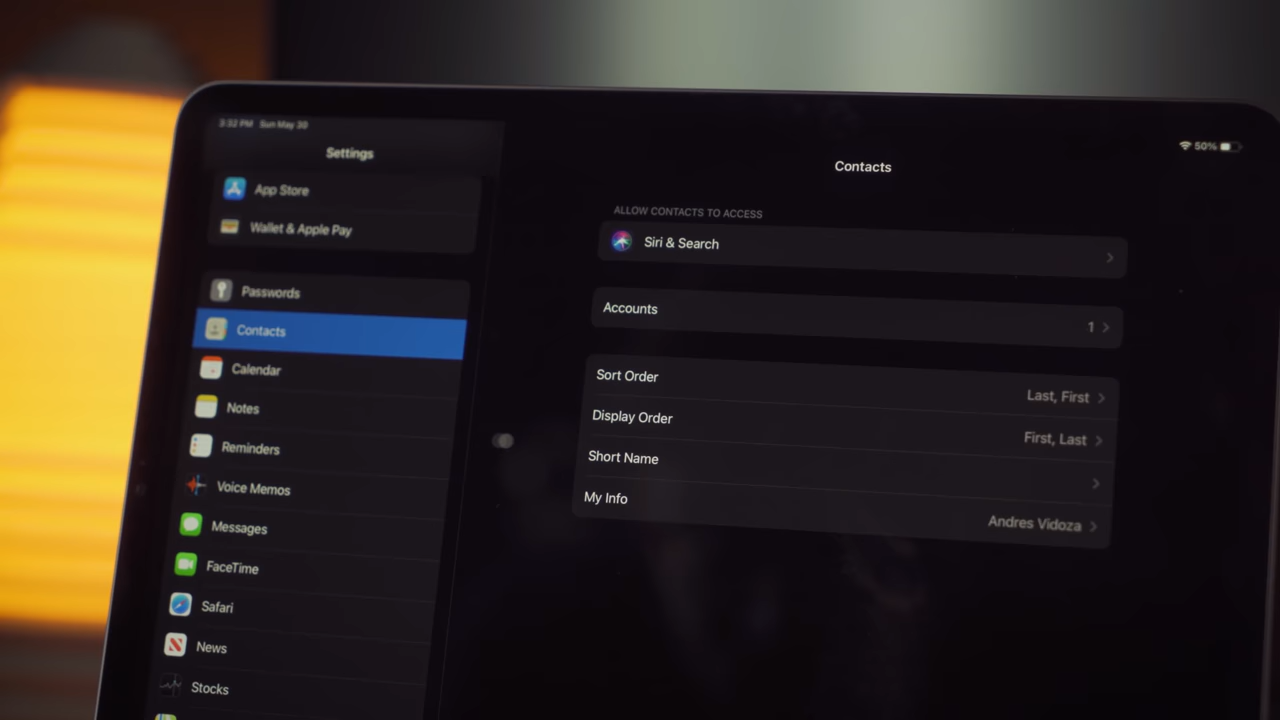 3:32 PM Sun May 30
50%
Settings
App Store
Wallet & Apple Pay
Passwords
Contacts
Calendar
Notes
Reminders
Voice Memos
Messages
FaceTime
Safari
News
Stocks
Contacts
ALLOW CONTACTS TO ACCESS
Siri & Search
Accounts 1
Sort Order Last, First
Display Order First, Last
Short Name
My Info Andres Vidoza